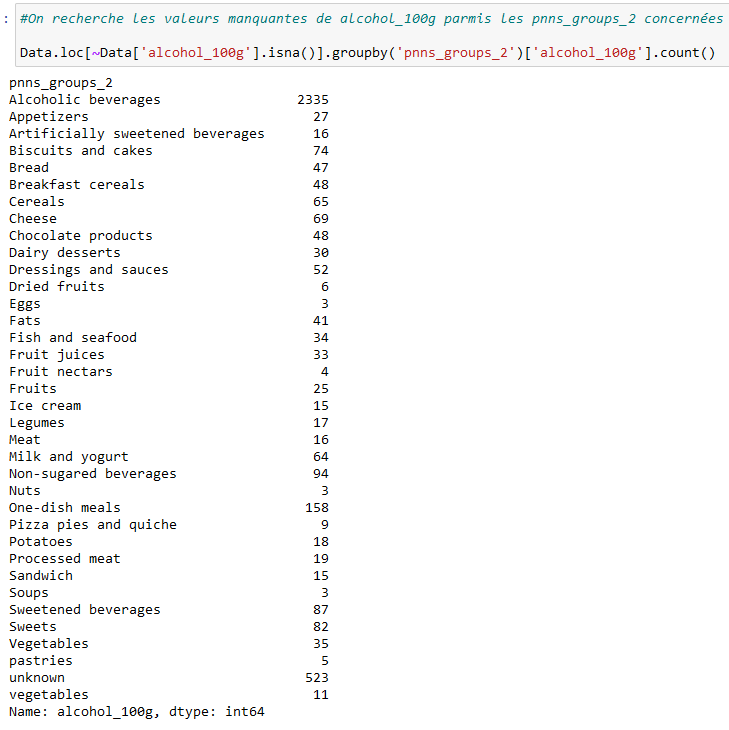 : #On recherche les valeurs manquantes de alcohol_100g parmis les pnns_groups_2 concernées
Data.loc[~Data['alcohol_100g'].isna()].groupby('pnns_groups_2')['alcohol_100g'].count()
pnns_groups_2
Alcoholic beverages 2335
Appetizers 27
Artificially sweetened beverages 16
Biscuits and cakes 74
Bread 47
Breakfast cereals 48
Cereals 65
Cheese 69
Chocolate products 48
Dairy desserts 30
Dressings and sauces 52
Dried fruits 6
Eggs 3
Fats 41
Fish and seafood 34
Fruit juices 33
Fruit nectars 4
Fruits 25
Ice cream 15
Legumes 17
Meat 16
Milk and yogurt 64
Non-sugared beverages 94
Nuts 3
One-dish meals 158
Pizza pies and quiche 9
Potatoes 18
Processed meat 19
Sandwich 15
Soups 3
Sweetened beverages 87
Sweets 82
Vegetables 35
pastries 5
unknown 523
vegetables 11
Name: alcohol_100g, dtype: int64